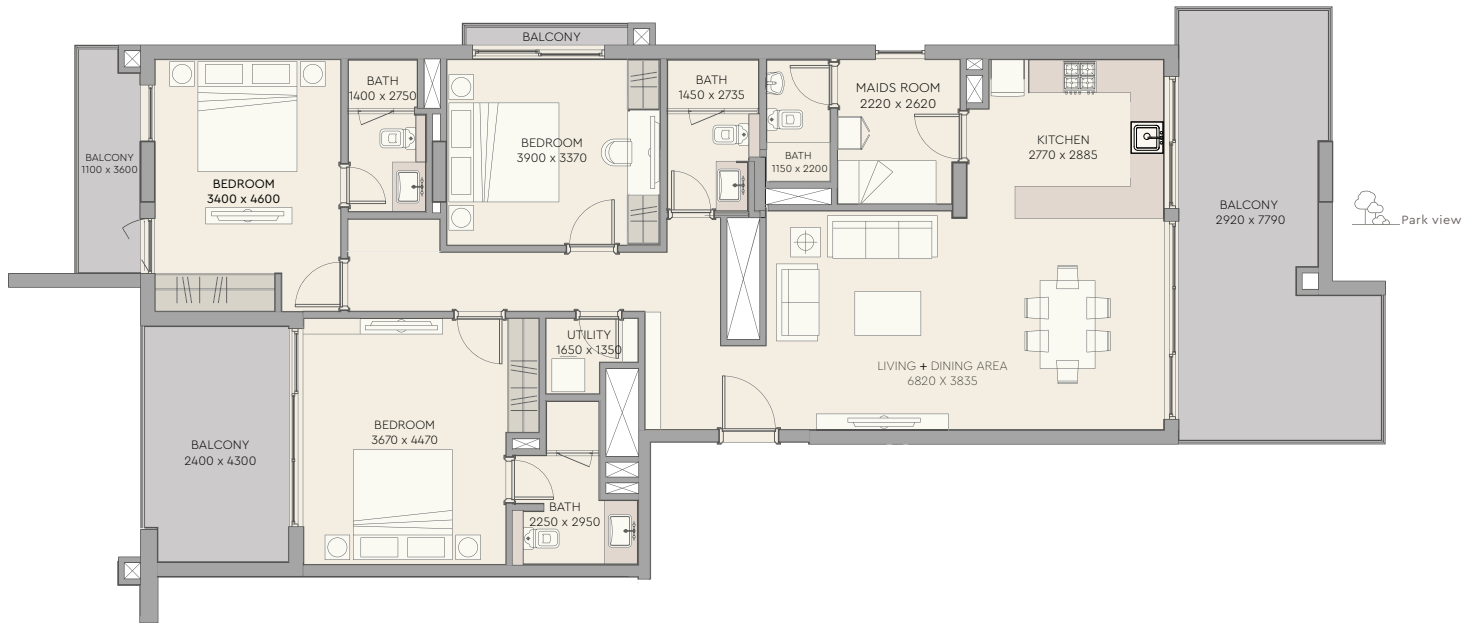 BALCONY
BATH
1400 x 2750
BATH
1450 x 2735
MAIDS ROOM
2220 x 2620
BEDROOM
3900 x 3370
KITCHEN
2770 x 2885
BALCONY
1100 x 3600
BATH
1150 x 2200
BEDROOM
3400 x 4600
BALCONY
2920 x 7790
Park view
UTILITY
1650 x 1350
LIVING + DINING AREA
6820 X 3835
BEDROOM
3670 x 4470
BALCONY
2400 x 4300
BATH
2250 x 2950